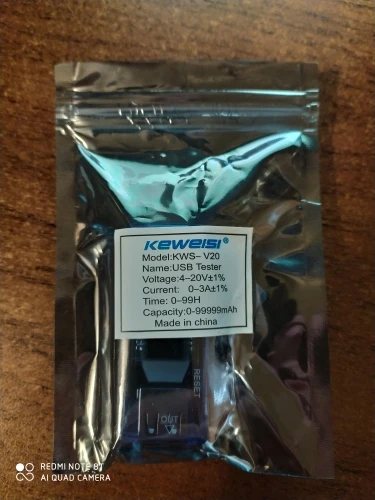 KEWEISI®
Model:KWS– V20
Name:USB Tester
Voltage:4–20V±1%
Current: 0–3A±1%
Time: 0–99H
Capacity:0-99999mAh
Made in china
RESET
OUT
REDMI NOTE 8T
AI QUAD CAMERA